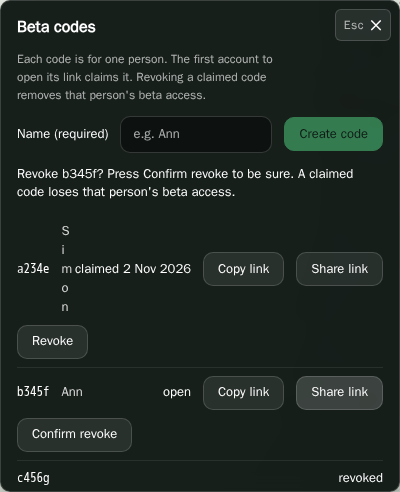 Beta codes
Esc ×
Each code is for one person. The first account to
open its link claims it. Revoking a claimed code
removes that person's beta access.
Name (required) e.g. Ann Create code
Revoke b345f? Press Confirm revoke to be sure. A claimed
code loses that person's beta access.
a234e Simon claimed 2 Nov 2026 Copy link Share link
Revoke
b345f Ann open Copy link Share link
Confirm revoke
c456g revoked